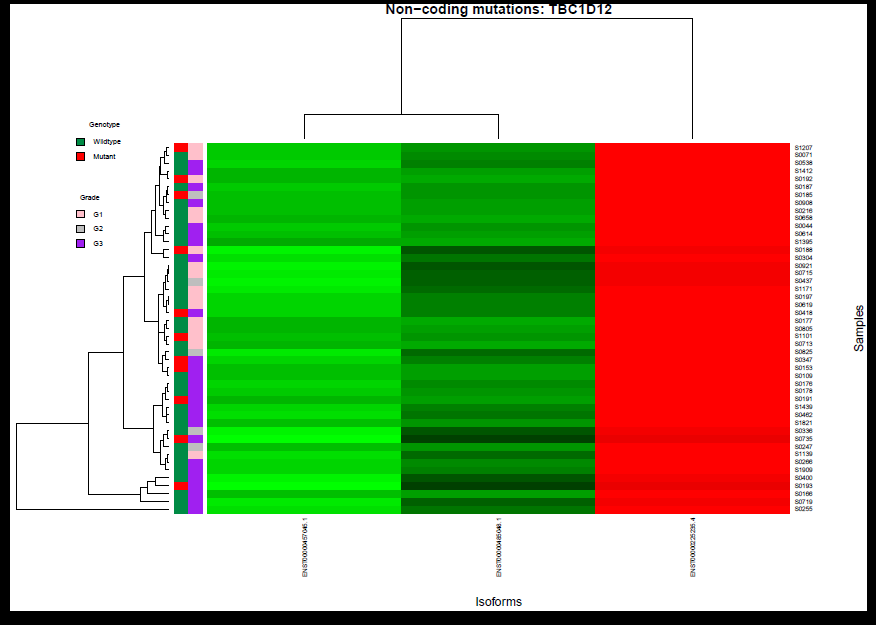 Non−coding mutations: TBC1D12
Genotype
Wildtype
Mutant
Grade
G1
G2
G3
S1207
S0071
S0538
S1412
S0192
S0187
S0185
S0908
S0216
S0658
S0044
S0614
S1395
S0188
S0304
S0921
S0715
S0437
S1171
S0197
S0619
S0418
S0177
S0805
S1101
S0713
S0825
S0347
S0153
S0109
S0176
S0178
S0191
S1439
S0462
S1821
S0336
S0735
S0247
S1139
S0266
S1909
S0400
S0193
S0166
S0719
S0255
Samples
ENST00000225235.4
Isoforms